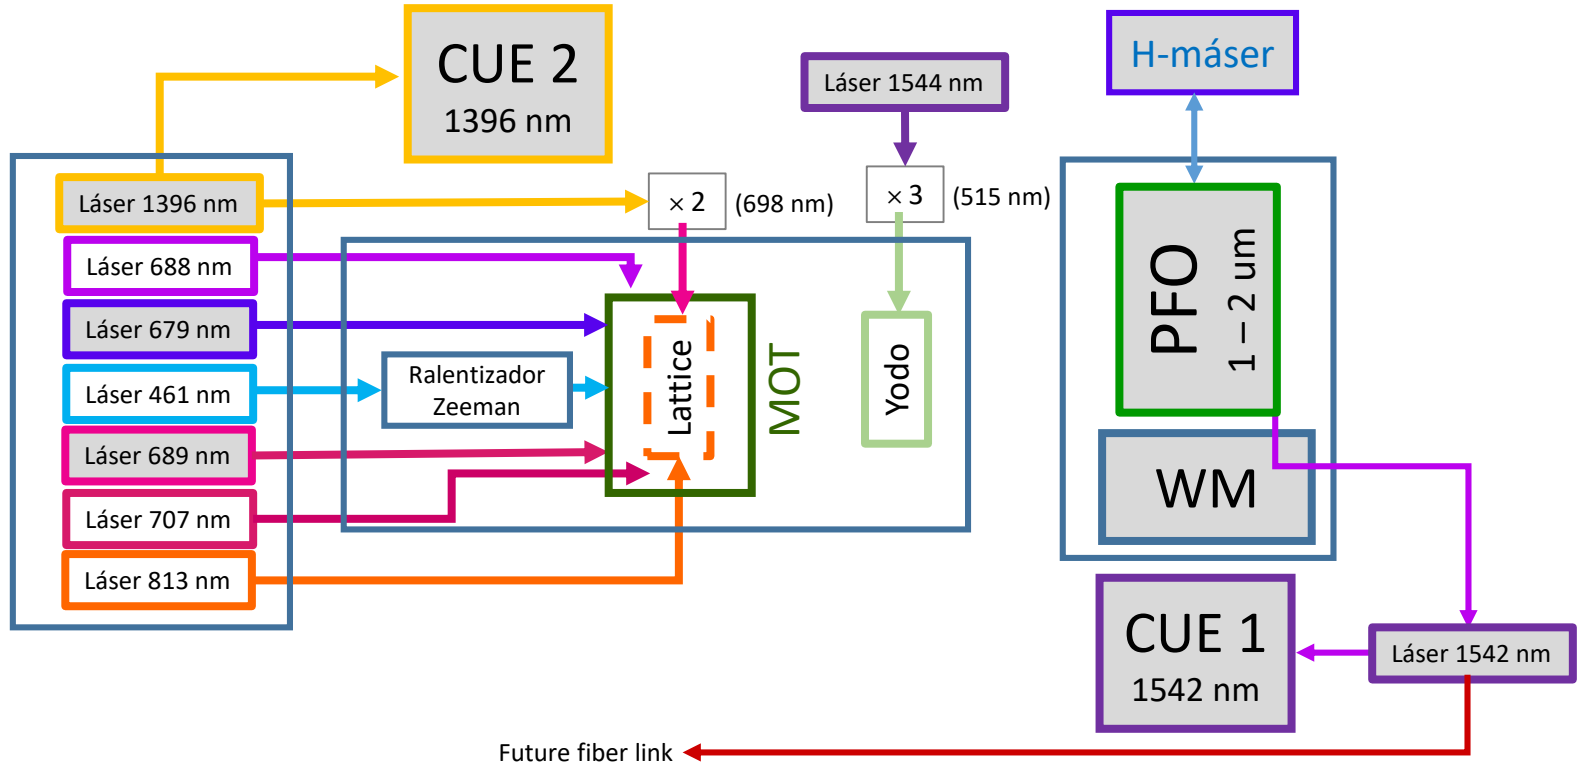 CUE 2
1396 nm
Láser 1544 nm
H-máser
Láser 1396 nm
× 2
(698 nm)
× 3
(515 nm)
Láser 688 nm
Láser 679 nm
Láser 461 nm
Láser 689 nm
Láser 707 nm
Láser 813 nm
Ralentizador
Zeeman
Lattice
MOT
Yodo
PFO
1 – 2 um
WM
CUE 1
1542 nm
Láser 1542 nm
Future fiber link